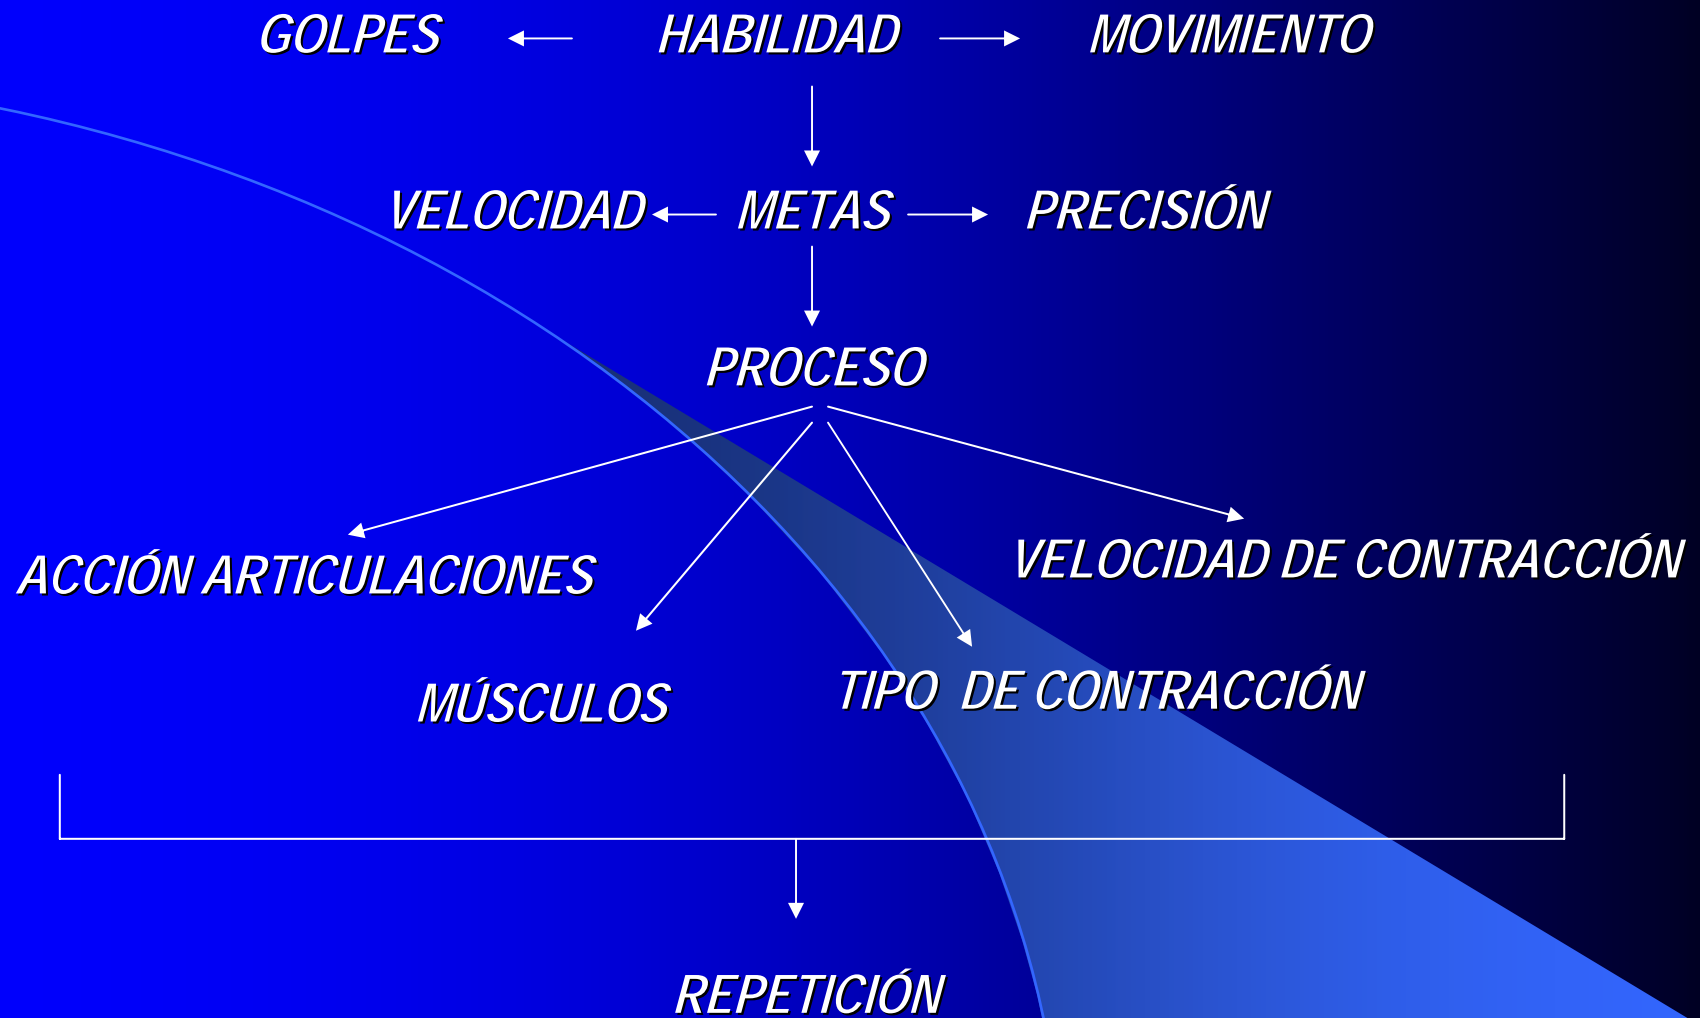 GOLPES HABILIDAD MOVIMIENTO
VELOCIDAD METAS PRECISIÓN
PROCESO
ACCIÓN ARTICULACIONES VELOCIDAD DE CONTRACCIÓN
MÚSCULOS TIPO DE CONTRACCIÓN
REPETICIÓN